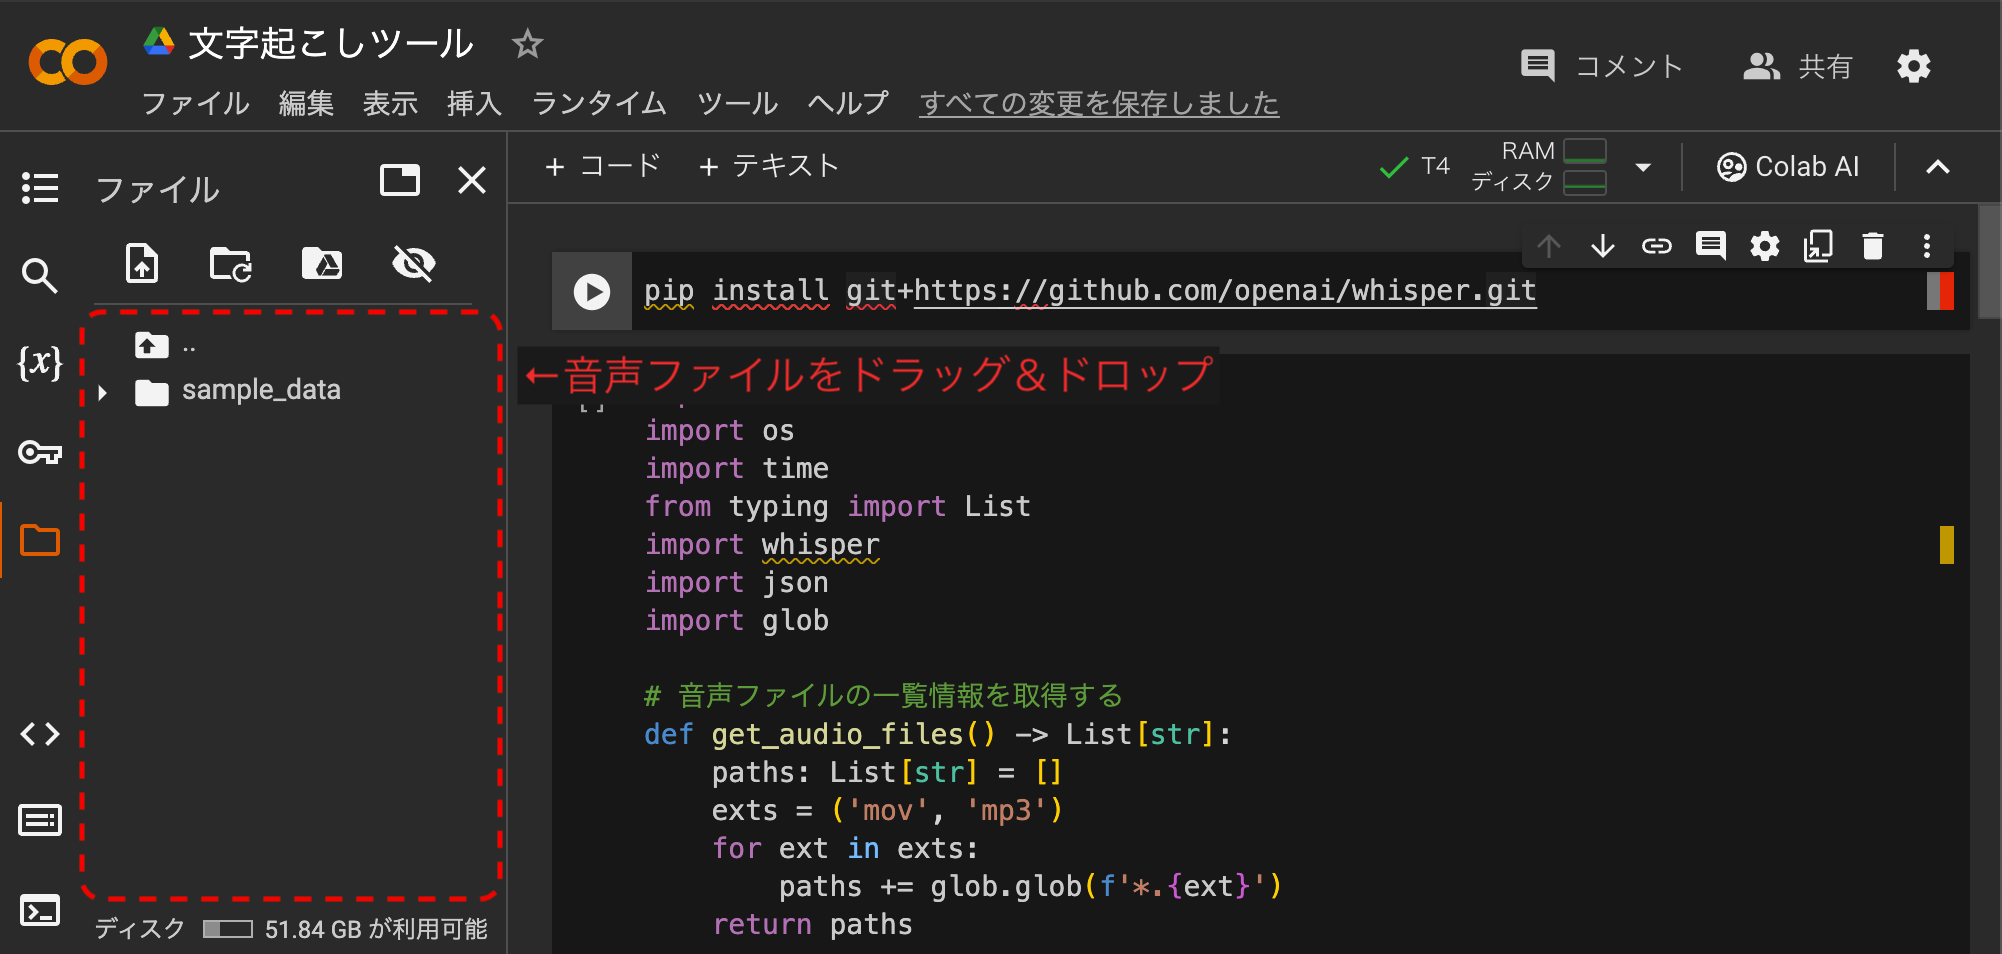 文字起こしツール
コメント
共有
ファイル 編集 表示 挿入 ランタイム ツール ヘルプ すべての変更を保存しました
ファイル
+ コード + テキスト
T4
RAM
ディスク
Colab AI
..
sample_data
ディスク 51.84 GB が利用可能
pip install git+https://github.com/openai/whisper.git
←音声ファイルをドラッグ&ドロップ
import os
import time
from typing import List
import whisper
import json
import glob
# 音声ファイルの一覧情報を取得する
def get_audio_files() -> List[str]:
paths: List[str] = []
exts = ('mov', 'mp3')
for ext in exts:
paths += glob.glob(f'*.{ext}')
return paths